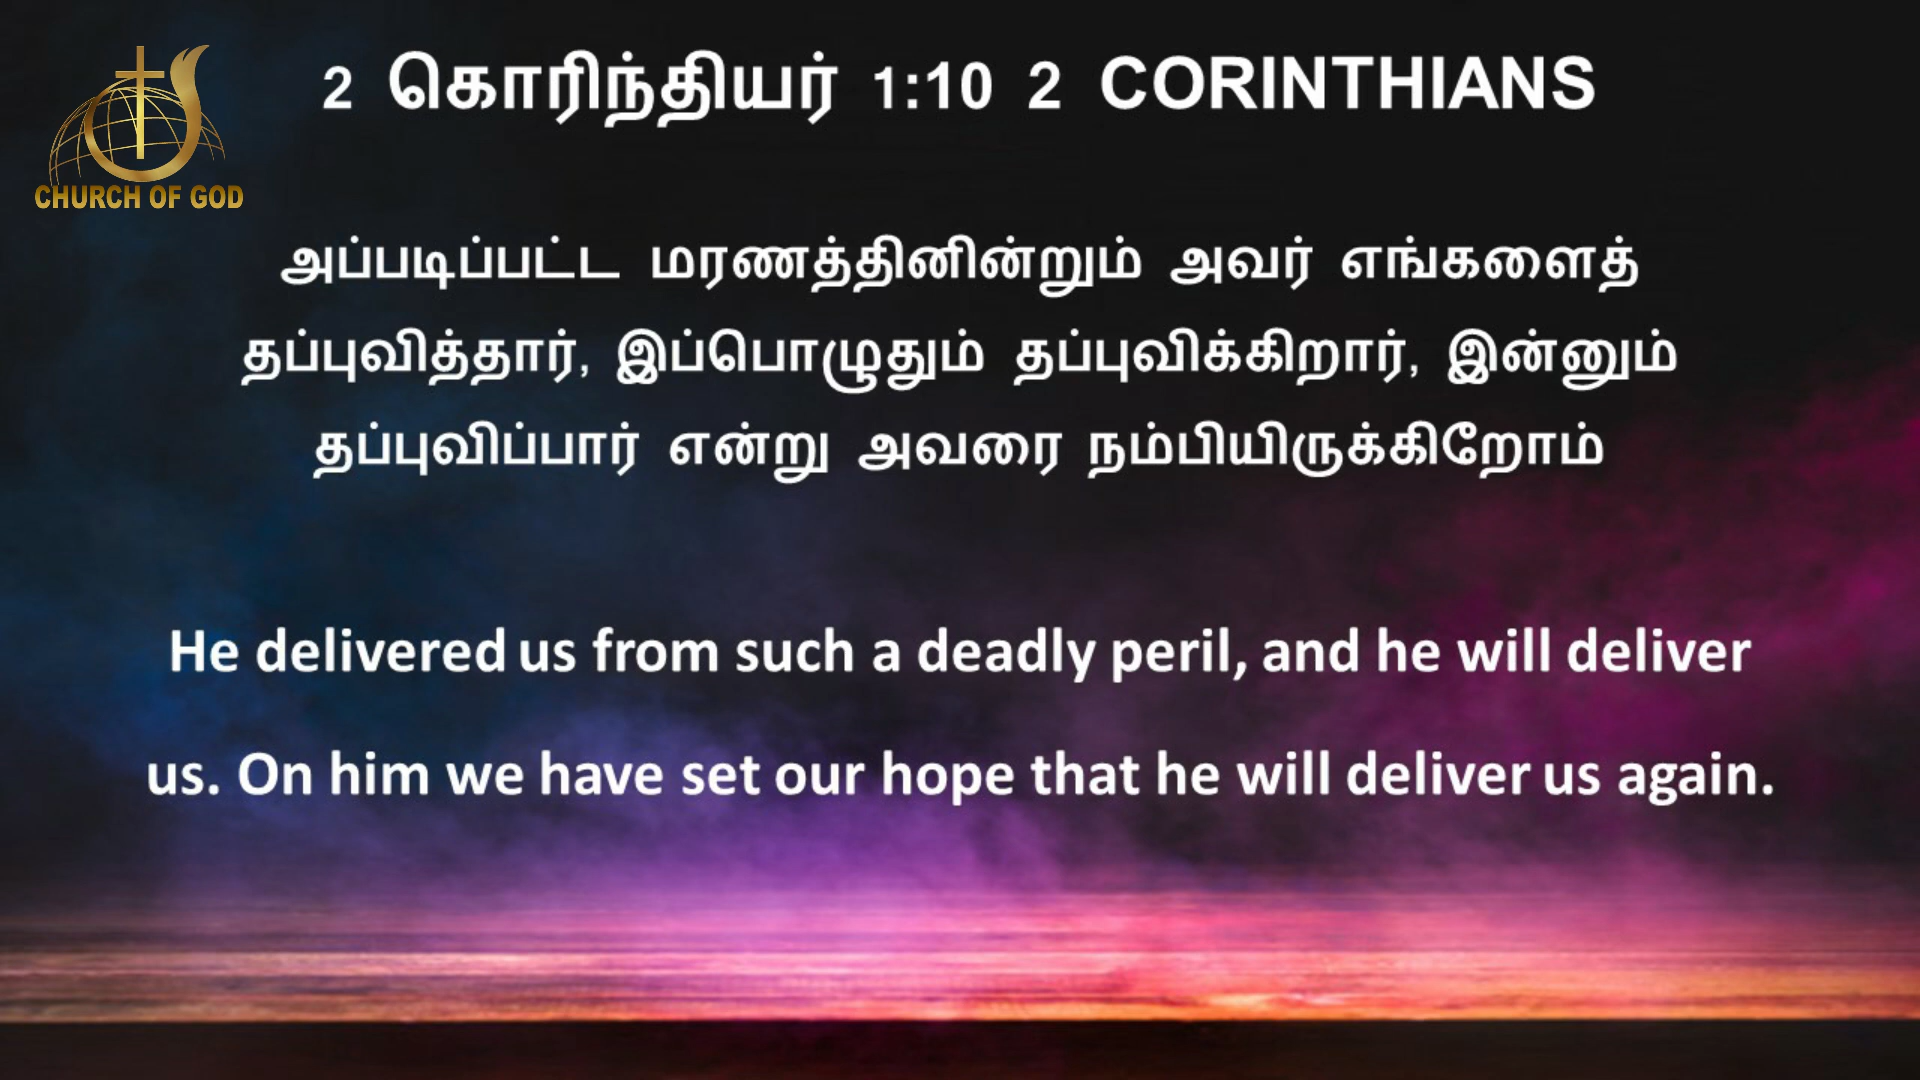 CHURCH OF GOD
2 கொரிந்தியர் 1:10 2 CORINTHIANS
அப்படிப்பட்ட மரணத்தினின்றும் அவர் எங்களைத்
தப்புவித்தார், இப்பொழுதும் தப்புவிக்கிறார், இன்னும்
தப்புவிப்பார் என்று அவரை நம்பியிருக்கிறோம்
He delivered us from such a deadly peril, and he will deliver
us. On him we have set our hope that he will deliver us again.